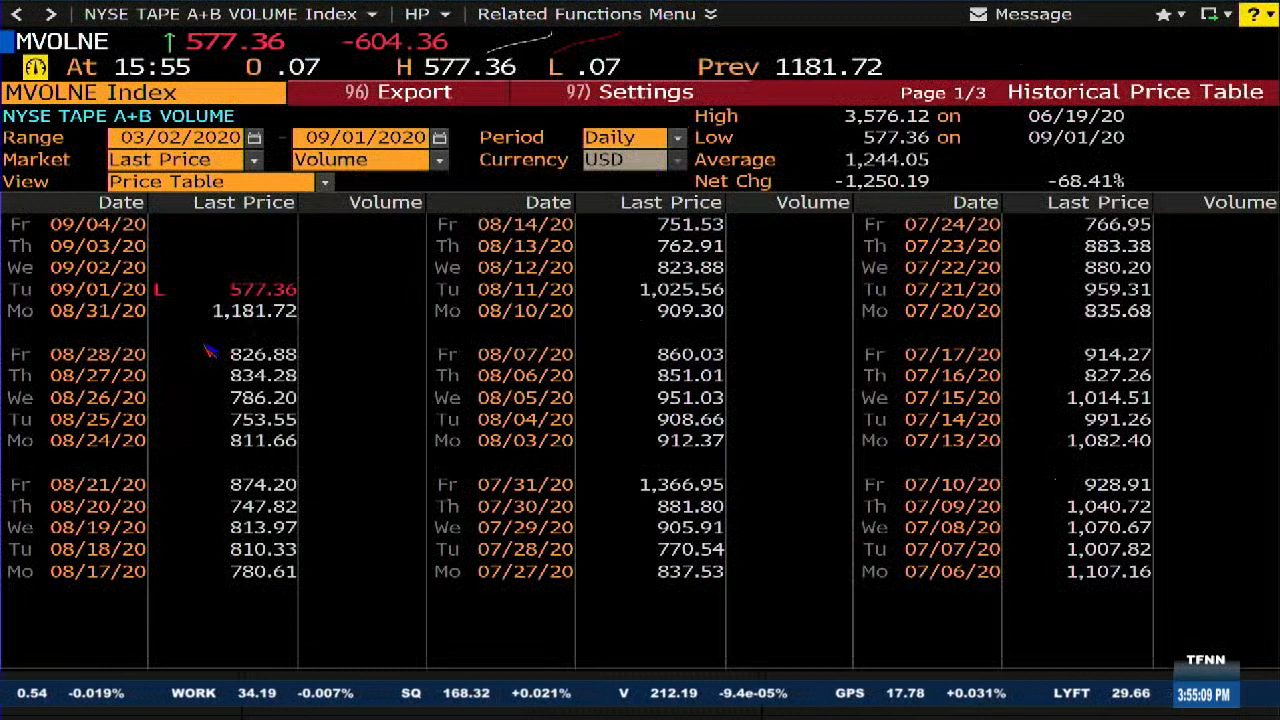 < > NYSE TAPE A+B VOLUME Index HP Related Functions Menu Message ?
MVOLNE ↑ 577.36 -604.36
At 15:55 O .07 H 577.36 L .07 Prev 1181.72
MVOLNE Index 96) Export 97) Settings Page 1/3 Historical Price Table
NYSE TAPE A+B VOLUME High 3,576.12 on 06/19/20
Range 03/02/2020 - 09/01/2020 Period Daily Low 577.36 on 09/01/20
Market Last Price Volume Currency USD Average 1,244.05
View Price Table Net Chg -1,250.19 -68.41%
Date Last Price Volume Date Last Price Volume Date Last Price Volume
Fr 09/04/20 Fr 08/14/20 751.53 Fr 07/24/20 766.95
Th 09/03/20 Th 08/13/20 762.91 Th 07/23/20 883.38
We 09/02/20 We 08/12/20 823.88 We 07/22/20 880.20
Tu 09/01/20 L 577.36 Tu 08/11/20 1,025.56 Tu 07/21/20 959.31
Mo 08/31/20 1,181.72 Mo 08/10/20 909.30 Mo 07/20/20 835.68
Fr 08/28/20 826.88 Fr 08/07/20 860.03 Fr 07/17/20 914.27
Th 08/27/20 834.28 Th 08/06/20 851.01 Th 07/16/20 827.26
We 08/26/20 786.20 We 08/05/20 951.03 We 07/15/20 1,014.51
Tu 08/25/20 753.55 Tu 08/04/20 908.66 Tu 07/14/20 991.26
Mo 08/24/20 811.66 Mo 08/03/20 912.37 Mo 07/13/20 1,082.40
Fr 08/21/20 874.20 Fr 07/31/20 1,366.95 Fr 07/10/20 928.91
Th 08/20/20 747.82 Th 07/30/20 881.80 Th 07/09/20 1,040.72
We 08/19/20 813.97 We 07/29/20 905.91 We 07/08/20 1,070.67
Tu 08/18/20 810.33 Tu 07/28/20 770.54 Tu 07/07/20 1,007.82
Mo 08/17/20 780.61 Mo 07/27/20 837.53 Mo 07/06/20 1,107.16
TFNN
0.54 -0.019% WORK 34.19 -0.007% SQ 168.32 +0.021% V 212.19 -9.4e-05% GPS 17.78 +0.031% LYFT 29.66 3:55:09 PM